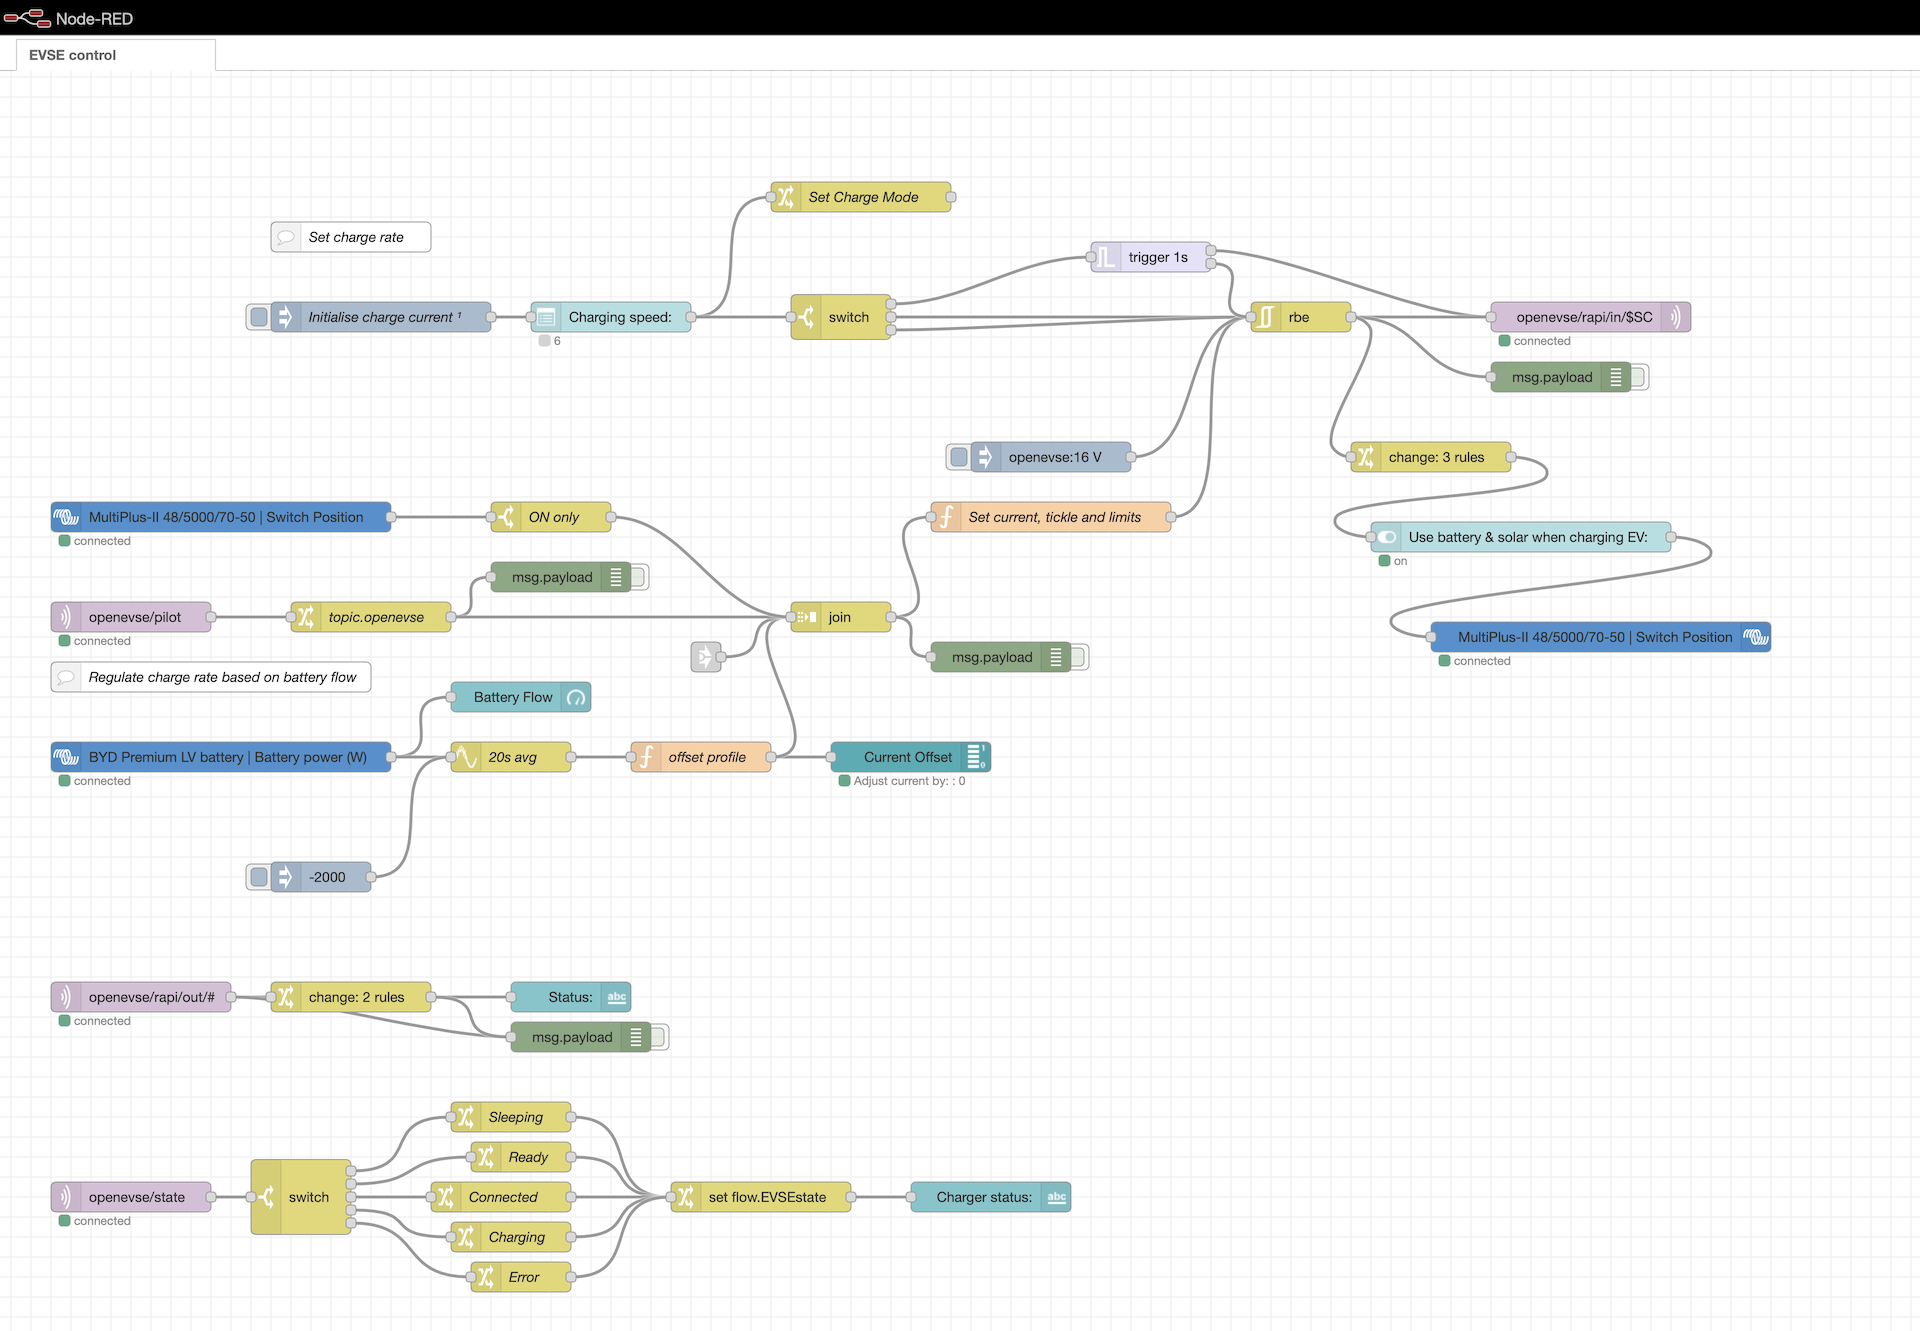 Node-RED
EVSE control
Set Charge Mode
Set charge rate
trigger 1s
Initialise charge current ¹
Charging speed:
6
switch
rbe
openevse/rapi/in/$SC
connected
msg.payload
openevse:16 V
change: 3 rules
MultiPlus-II 48/5000/70-50 | Switch Position
connected
ON only
Set current, tickle and limits
Use battery & solar when charging EV:
on
msg.payload
openevse/pilot
connected
topic.openevse
join
msg.payload
MultiPlus-II 48/5000/70-50 | Switch Position
connected
Regulate charge rate based on battery flow
Battery Flow
BYD Premium LV battery | Battery power (W)
connected
20s avg
offset profile
Current Offset
1
0
Adjust current by: : 0
-2000
openevse/rapi/out/#
connected
change: 2 rules
Status:
abc
msg.payload
Sleeping
Ready
openevse/state
connected
switch
Connected
set flow.EVSEstate
Charger status:
abc
Charging
Error